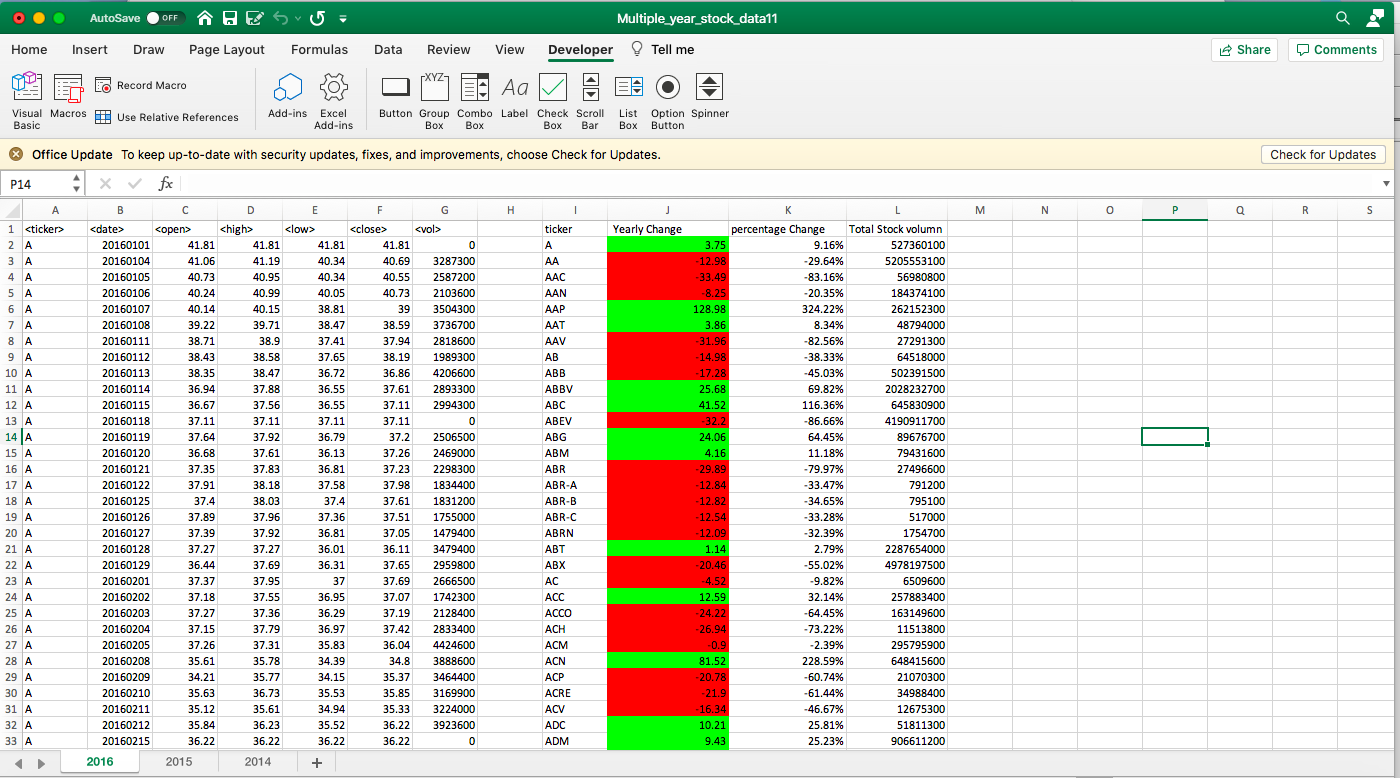 AutoSave OFF Multiple_year_stock_data11
Home Insert Draw Page Layout Formulas Data Review View Developer Tell me Share Comments
Visual Basic Macros Record Macro Use Relative References Add-ins Excel Add-ins Button Group Box Combo Box Label Check Box Scroll Bar List Box Option Button Spinner
XYZ Aa
Office Update To keep up-to-date with security updates, fixes, and improvements, choose Check for Updates. Check for Updates
P14 fx
A B C D E F G H I J K L M N O P Q R S
1 <ticker> <date> <open> <high> <low> <close> <vol> ticker Yearly Change percentage Change Total Stock volumn
2 A 20160101 41.81 41.81 41.81 41.81 0 A 3.75 9.16% 527360100
3 A 20160104 41.06 41.19 40.34 40.69 3287300 AA -12.98 -29.64% 5205553100
4 A 20160105 40.73 40.95 40.34 40.55 2587200 AAC -33.49 -83.16% 56980800
5 A 20160106 40.24 40.99 40.05 40.73 2103600 AAN -8.25 -20.35% 184374100
6 A 20160107 40.14 40.15 38.81 39 3504300 AAP 128.98 324.22% 262152300
7 A 20160108 39.22 39.71 38.47 38.59 3736700 AAT 3.86 8.34% 48794000
8 A 20160111 38.71 38.9 37.41 37.94 2818600 AAV -31.96 -82.56% 27291300
9 A 20160112 38.43 38.58 37.65 38.19 1989300 AB -14.98 -38.33% 64518000
10 A 20160113 38.35 38.47 36.72 36.86 4206600 ABB -17.28 -45.03% 502391500
11 A 20160114 36.94 37.88 36.55 37.61 2893300 ABBV 25.68 69.82% 2028232700
12 A 20160115 36.67 37.56 36.55 37.11 2994300 ABC 41.52 116.36% 645830900
13 A 20160118 37.11 37.11 37.11 37.11 0 ABEV -32.2 -86.66% 4190911700
14 A 20160119 37.64 37.92 36.79 37.2 2506500 ABG 24.06 64.45% 89676700
15 A 20160120 36.68 37.61 36.13 37.26 2469000 ABM 4.16 11.18% 79431600
16 A 20160121 37.35 37.83 36.81 37.23 2298300 ABR -29.89 -79.97% 27496600
17 A 20160122 37.91 38.18 37.58 37.98 1834400 ABR-A -12.84 -33.47% 791200
18 A 20160125 37.4 38.03 37.4 37.61 1831200 ABR-B -12.82 -34.65% 795100
19 A 20160126 37.89 37.96 37.36 37.51 1755000 ABR-C -12.54 -33.28% 517000
20 A 20160127 37.39 37.92 36.81 37.05 1479400 ABRN -12.09 -32.39% 1754700
21 A 20160128 37.27 37.27 36.01 36.11 3479400 ABT 1.14 2.79% 2287654000
22 A 20160129 36.44 37.69 36.31 37.65 2959800 ABX -20.46 -55.02% 4978197500
23 A 20160201 37.37 37.95 37 37.69 2666500 AC -4.52 -9.82% 6509600
24 A 20160202 37.18 37.55 36.95 37.07 1742300 ACC 12.59 32.14% 257883400
25 A 20160203 37.27 37.36 36.29 37.19 2128400 ACCO -24.22 -64.45% 163149600
26 A 20160204 37.15 37.79 36.97 37.42 2833400 ACH -26.94 -73.22% 11513800
27 A 20160205 37.26 37.31 35.83 36.04 4424600 ACM -0.9 -2.39% 295795900
28 A 20160208 35.61 35.78 34.39 34.8 3888600 ACN 81.52 228.59% 648415600
29 A 20160209 34.21 35.77 34.15 35.37 3464400 ACP -20.78 -60.74% 21070300
30 A 20160210 35.63 36.73 35.53 35.85 3169900 ACRE -21.9 -61.44% 34988400
31 A 20160211 35.12 35.61 34.94 35.33 3224000 ACV -16.34 -46.67% 12675300
32 A 20160212 35.84 36.23 35.52 36.22 3923600 ADC 10.21 25.81% 51811300
33 A 20160215 36.22 36.22 36.22 36.22 0 ADM 9.43 25.23% 906611200
2016 2015 2014 +